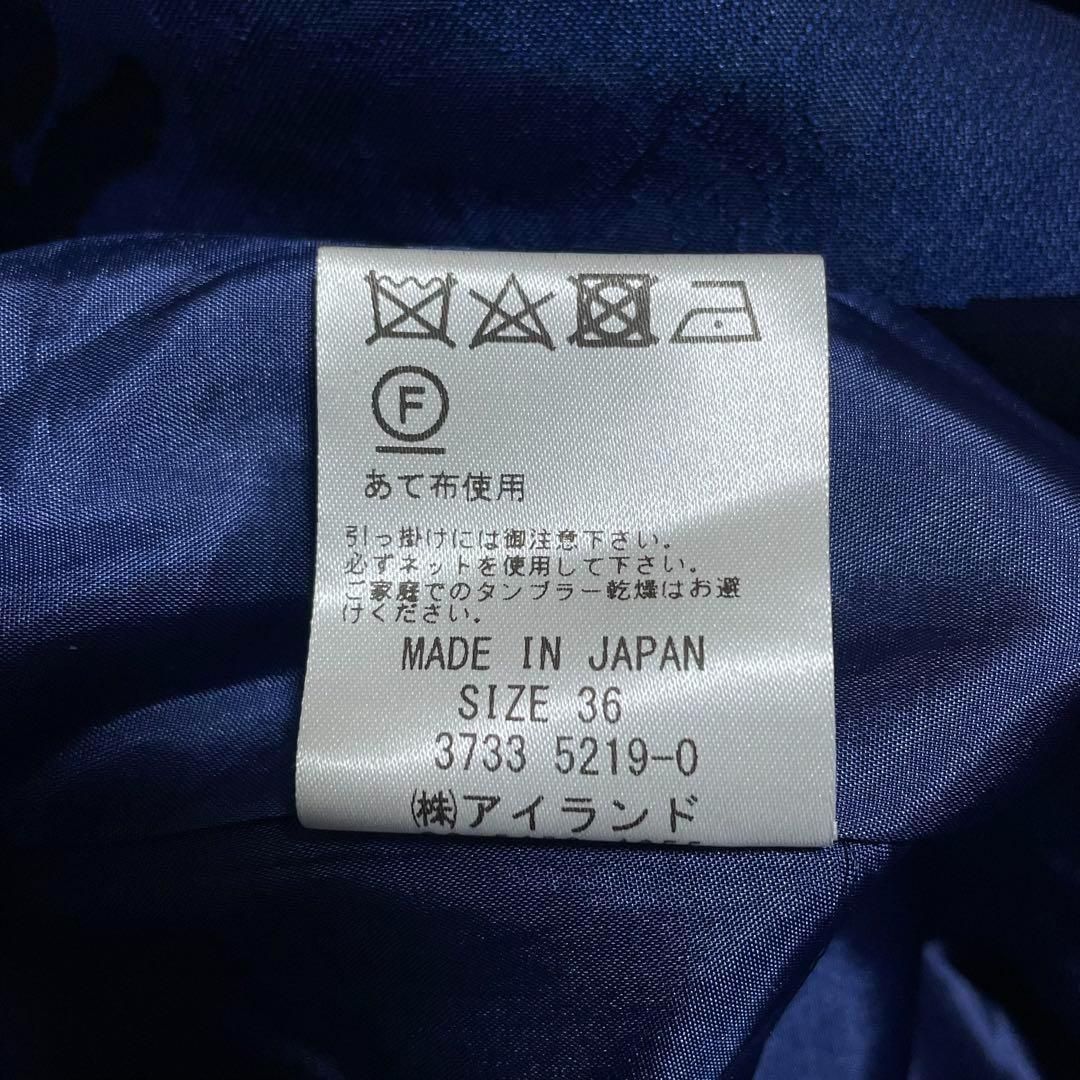 F
あて布使用
引っ掛けには御注意下さい。
必ずネットを使用して下さい。
ご家庭でのタンブラー乾燥はお避
けください。
MADE IN JAPAN
SIZE 36
3733 5219-0
(株)アイランド